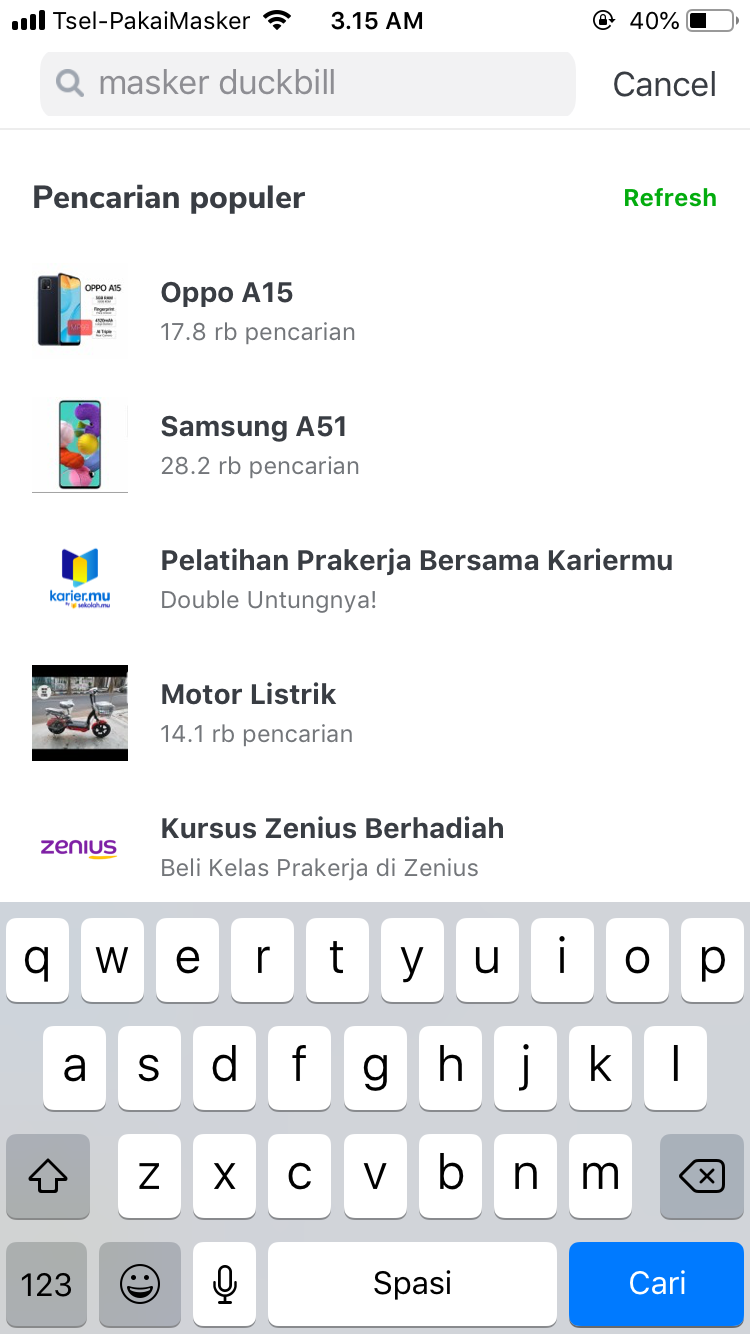 Tsel-PakaiMasker 3.15 AM 40%
masker duckbill Cancel
Pencarian populer Refresh
OPPO A15
Oppo A15
17.8 rb pencarian
Samsung A51
28.2 rb pencarian
karier.mu
by sekolah.mu
Pelatihan Prakerja Bersama Kariermu
Double Untungnya!
Motor Listrik
14.1 rb pencarian
zenius
Kursus Zenius Berhadiah
Beli Kelas Prakerja di Zenius
q w e r t y u i o p
a s d f g h j k l
z x c v b n m
123 Spasi Cari